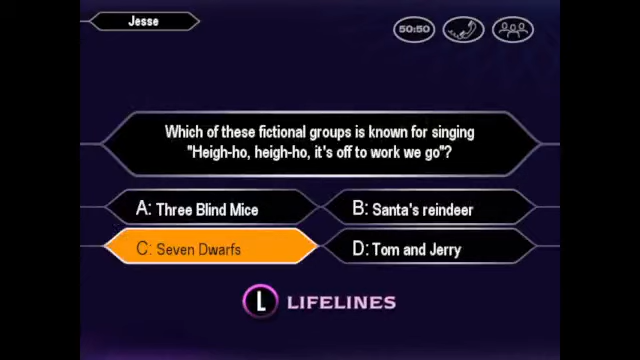 Jesse
50:50
Which of these fictional groups is known for singing
"Heigh-ho, heigh-ho, it's off to work we go"?
A: Three Blind Mice
B: Santa's reindeer
C: Seven Dwarfs
D: Tom and Jerry
L LIFELINES